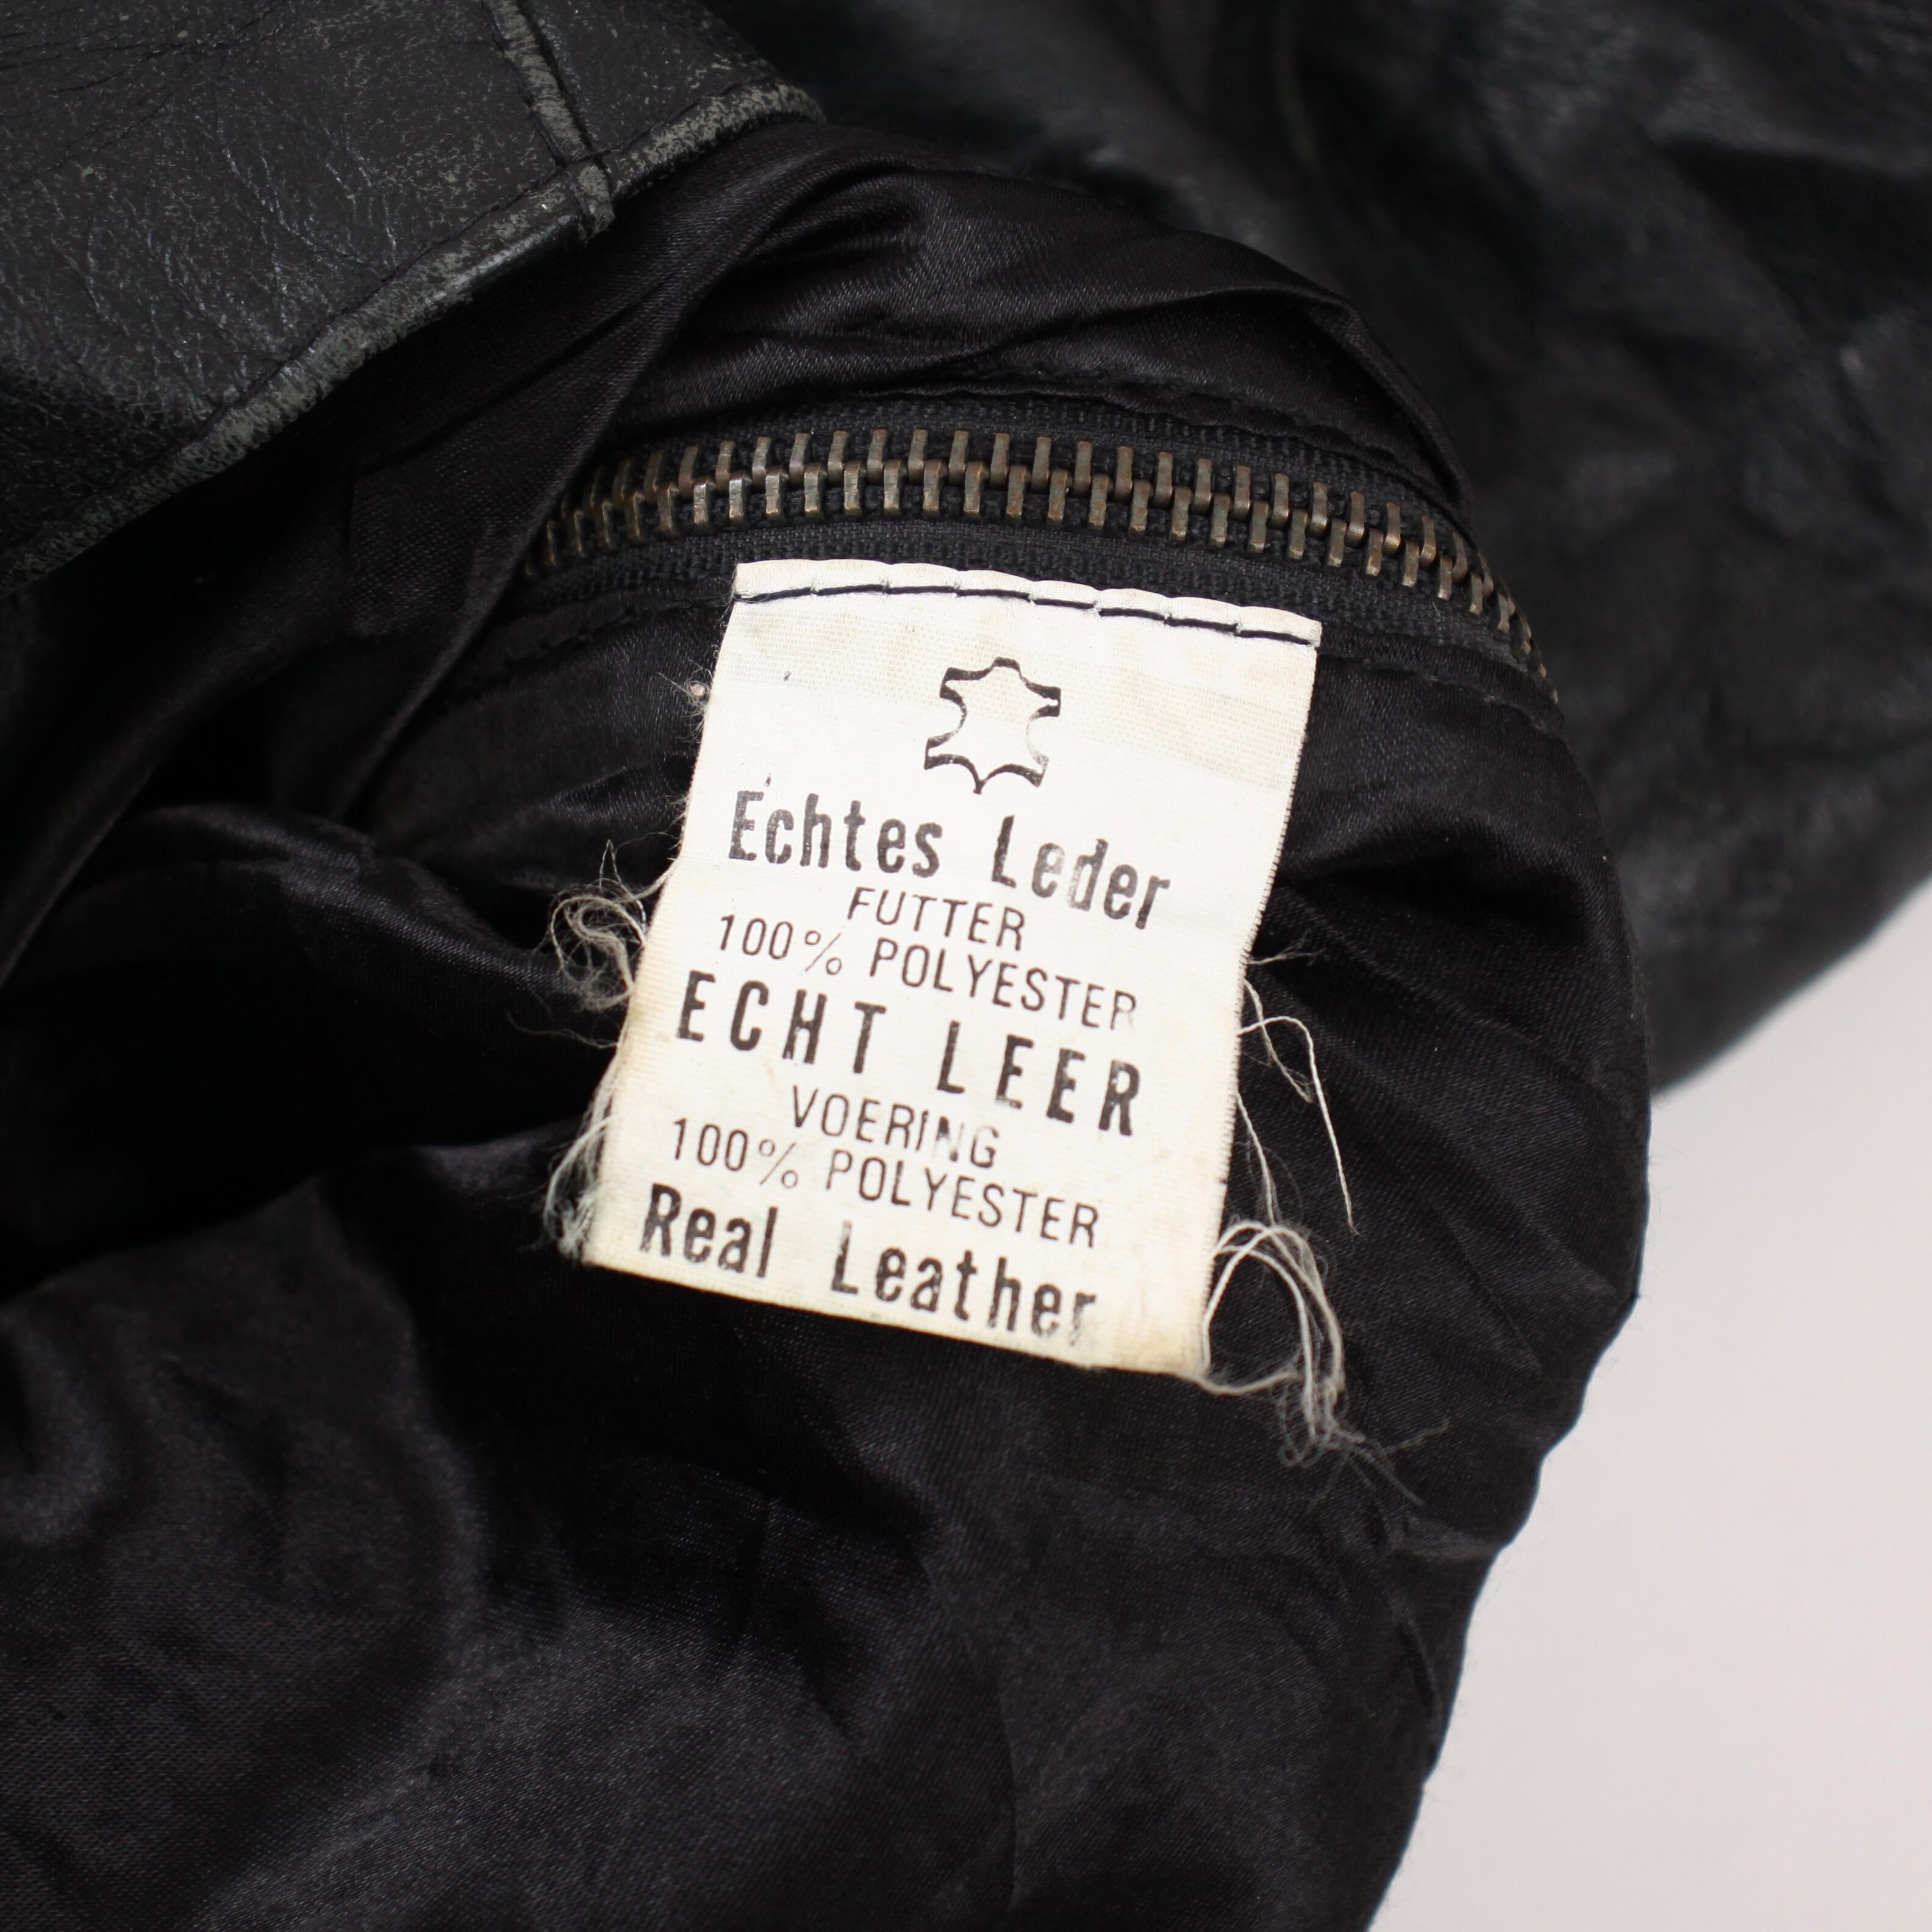 Echtes Leder
FUTTER
100% POLYESTER
ECHT LEER
VOERING
100% POLYESTER
Real Leather